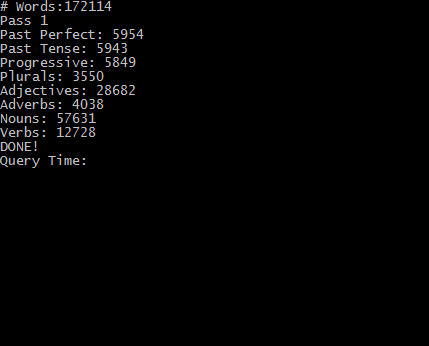 # Words:172114
Pass 1
Past Perfect: 5954
Past Tense: 5943
Progressive: 5849
Plurals: 3550
Adjectives: 28682
Adverbs: 4038
Nouns: 57631
Verbs: 12728
DONE!
Query Time: